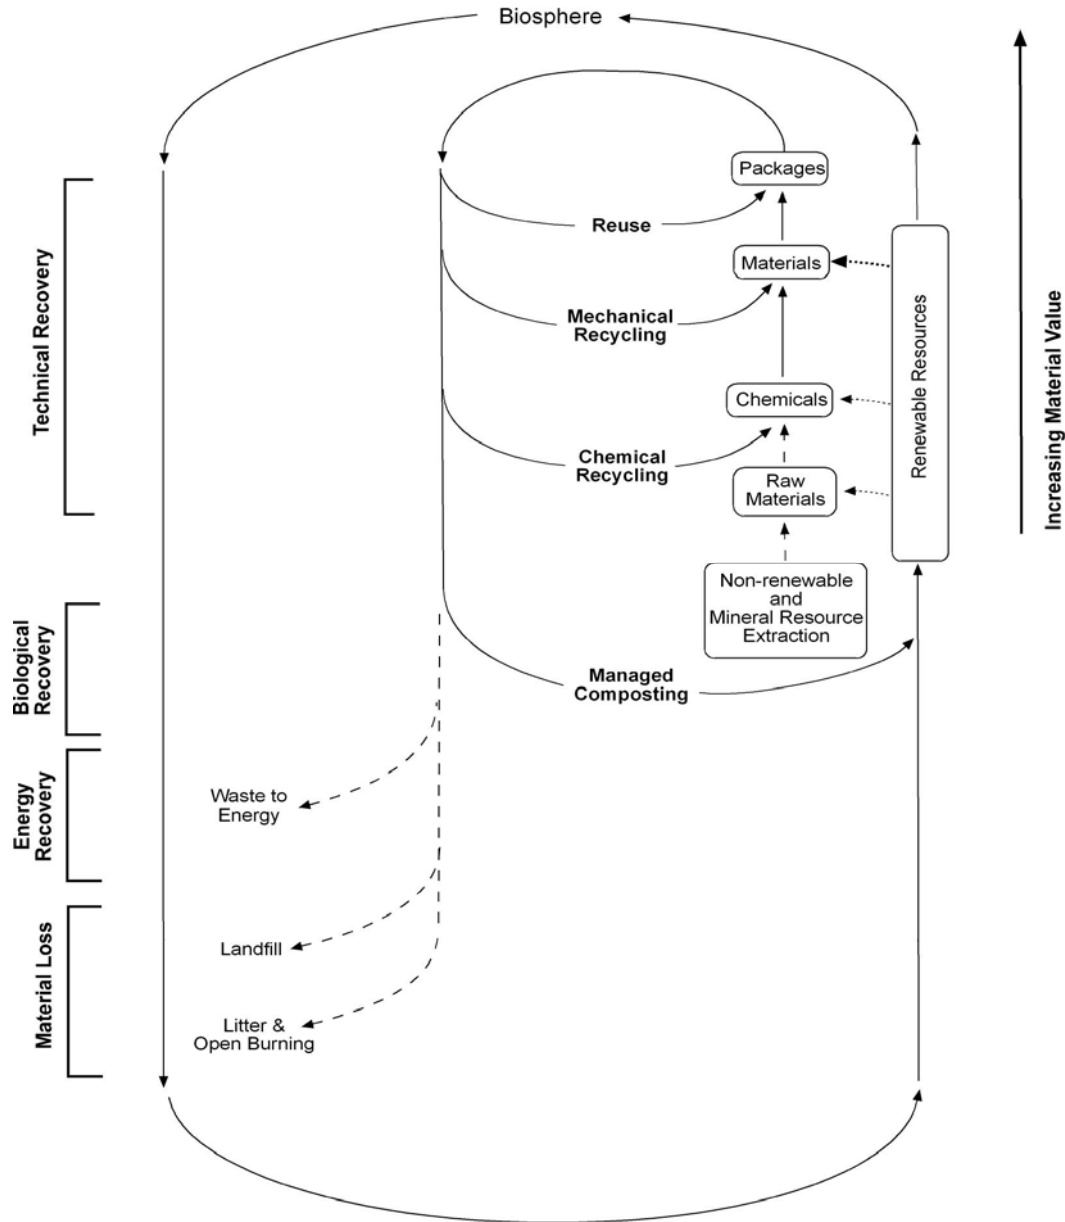 Biosphere
Packages
Reuse
Materials
Mechanical
Recycling
Chemicals
Chemical
Recycling
Raw
Materials
Non-renewable
and
Mineral Resource
Extraction
Managed
Composting
Renewable Resources
Increasing Material Value
Technical Recovery
Biological
Recovery
Energy
Recovery
Material Loss
Waste to
Energy
Landfill
Litter &
Open Burning